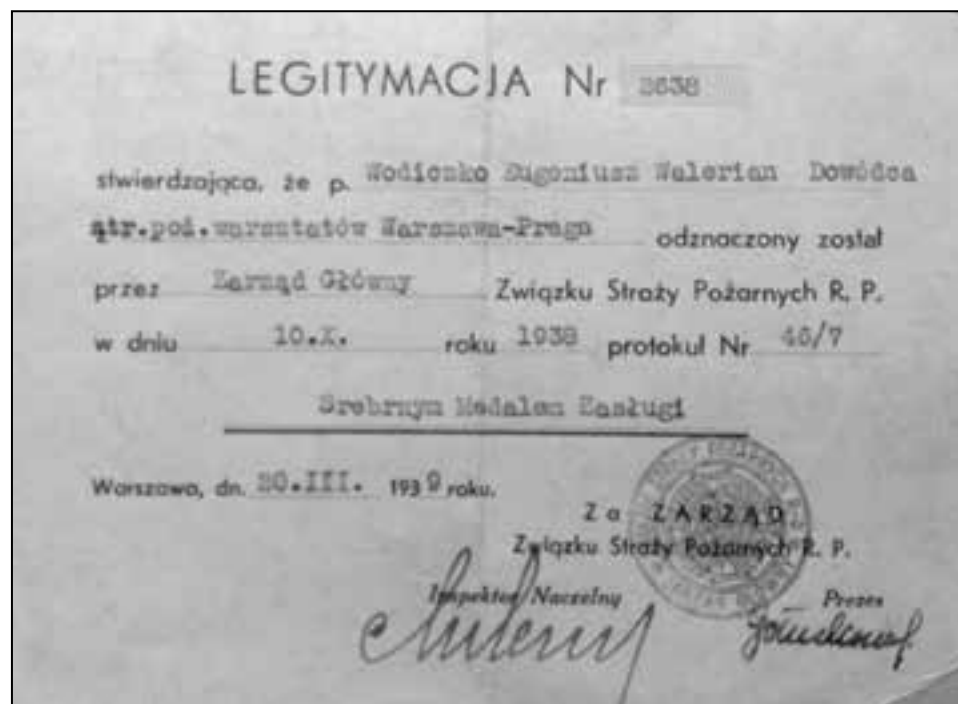 LEGITYMACJA Nr 2638
stwierdzająca, że p. Wodiczko Eugeniusz Walerian Dowódca
str.poż.warsztatów Warszawa-Praga odznaczony został
przez Zarząd Główny Związku Straży Pożarnych R. P.
w dniu 10.X. roku 1938 protokuł Nr 46/7
Srebrnym Medalem Zasługi
Warszawa, dn. 20.III. 1939 roku.
Za ZARZĄD
Związku Straży Pożarnych R. P.
Inspektor Naczelny Prezes